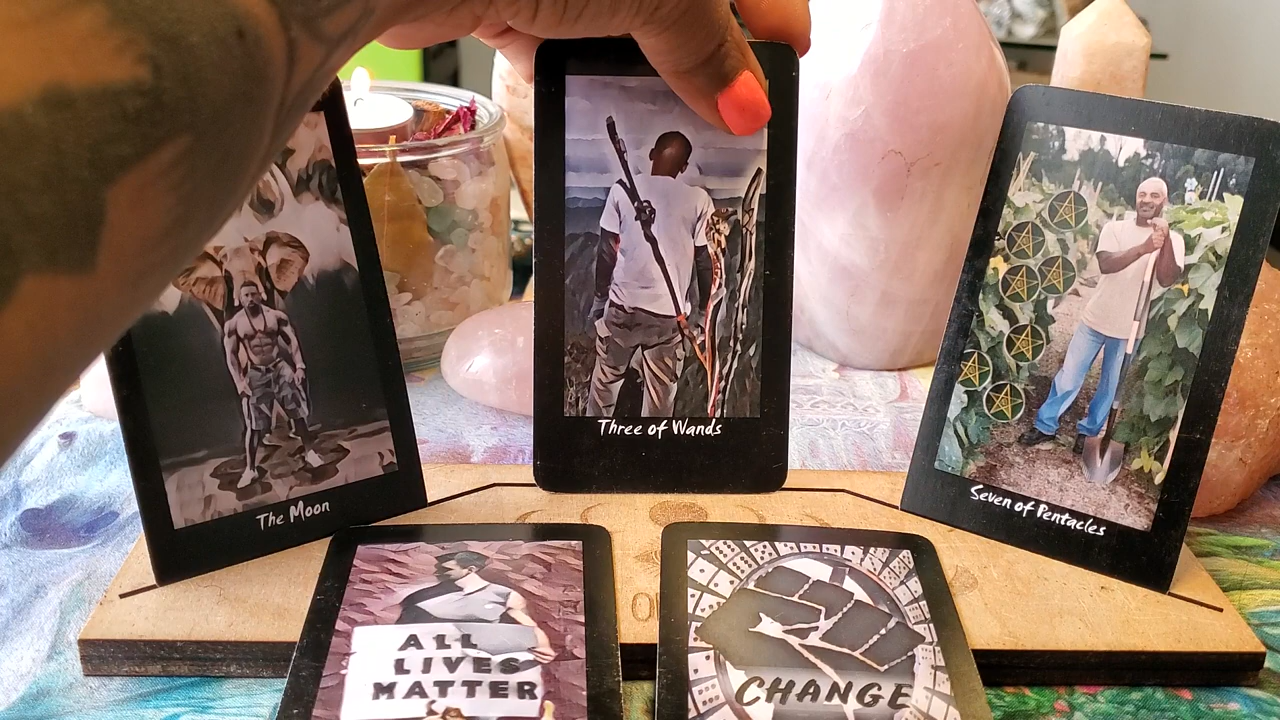 Three of Wands
The Moon
Seven of Pentacles
ALL
LIVES
MATTER
CHANGE